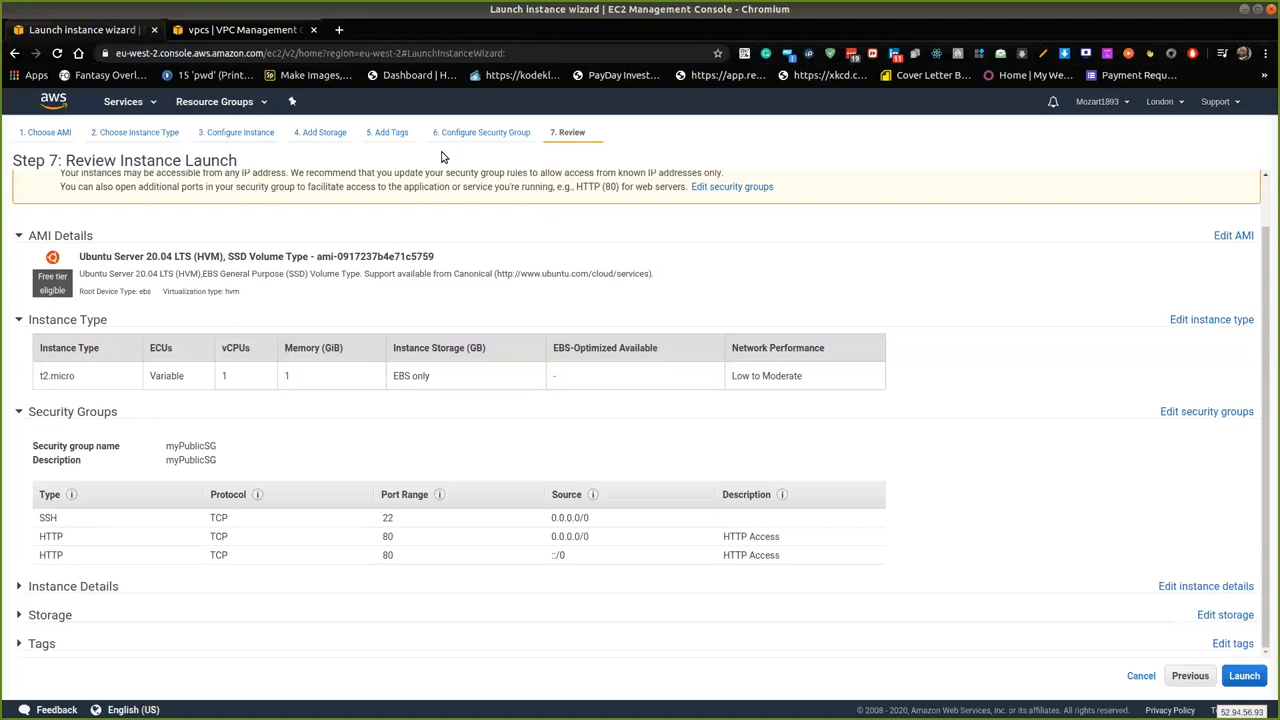 Launch instance wizard | EC2 Management Console - Chromium
Launch instance wizard |
vpcs | VPC Management C
eu-west-2.console.aws.amazon.com/ec2/v2/home?region=eu-west-2#LaunchInstanceWizard:
Apps
Fantasy Overl...
15 'pwd' (Print...
Make Images,...
Dashboard | H...
https://kodekl...
PayDay Invest...
https://app.re...
https://xkcd.c...
Cover Letter B...
Home | My We...
Payment Requ...
aws
Services
Resource Groups
Mozart1893
London
Support
1. Choose AMI
2. Choose Instance Type
3. Configure Instance
4. Add Storage
5. Add Tags
6. Configure Security Group
7. Review
Step 7: Review Instance Launch
Your instances may be accessible from any IP address. We recommend that you update your security group rules to allow access from known IP addresses only.
You can also open additional ports in your security group to facilitate access to the application or service you're running, e.g., HTTP (80) for web servers. Edit security groups
AMI Details
Edit AMI
Ubuntu Server 20.04 LTS (HVM), SSD Volume Type - ami-0917237b4e71c5759
Free tier
eligible
Ubuntu Server 20.04 LTS (HVM),EBS General Purpose (SSD) Volume Type. Support available from Canonical (http://www.ubuntu.com/cloud/services).
Root Device Type: ebs Virtualization type: hvm
Instance Type
Edit instance type
Instance Type ECUs vCPUs Memory (GiB) Instance Storage (GB) EBS-Optimized Available Network Performance
t2.micro Variable 1 1 EBS only - Low to Moderate
Security Groups
Edit security groups
Security group name myPublicSG
Description myPublicSG
Type Protocol Port Range Source Description
SSH TCP 22 0.0.0.0/0
HTTP TCP 80 0.0.0.0/0 HTTP Access
HTTP TCP 80 ::/0 HTTP Access
Instance Details
Edit instance details
Storage
Edit storage
Tags
Edit tags
Cancel Previous Launch
Feedback English (US)
© 2008 - 2020, Amazon Web Services, Inc. or its affiliates. All rights reserved. Privacy Policy
52.94.56.93